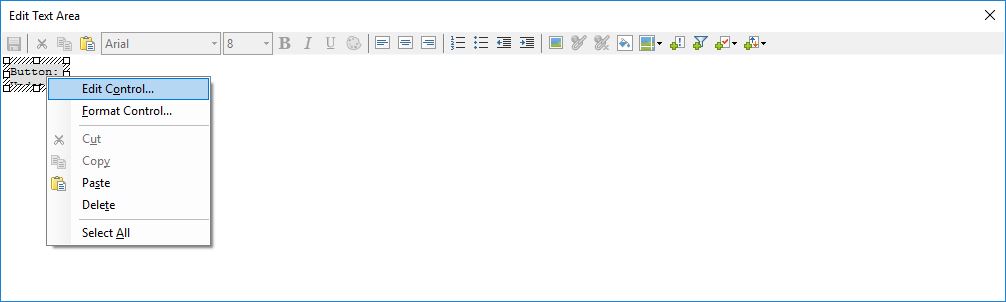 Edit Text Area
Arial 8 B I U
Button:
Edit Control...
Format Control...
Cut
Copy
Paste
Delete
Select All